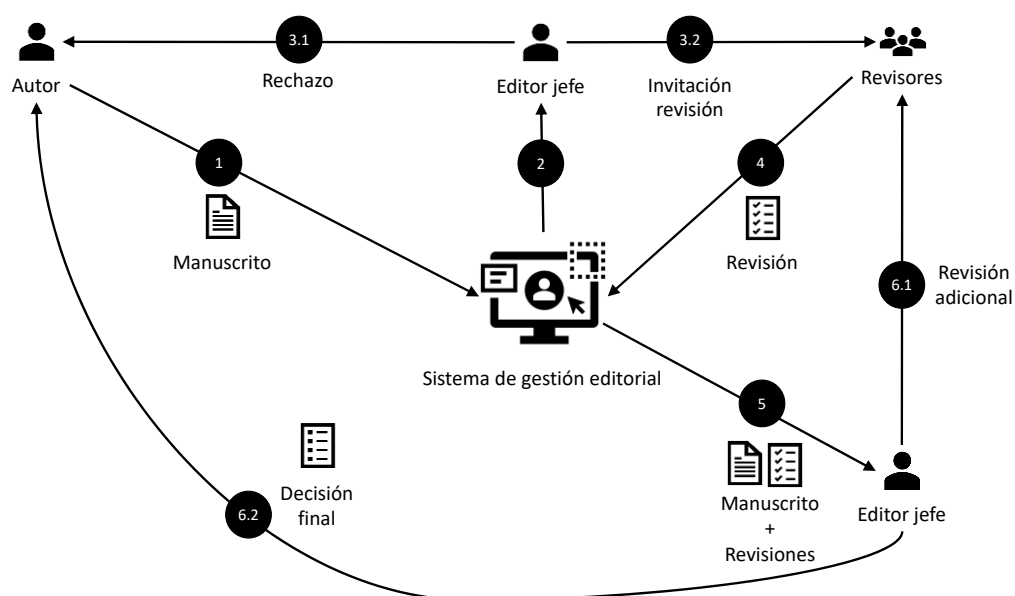 3.1
3.2
Rechazo
Autor
Editor jefe
Invitación
revisión
Revisores
1
2
4
Manuscrito
Revisión
6.1
Revisión
adicional
Sistema de gestión editorial
5
Decisión
final
6.2
Manuscrito
+
Revisiones
Editor jefe